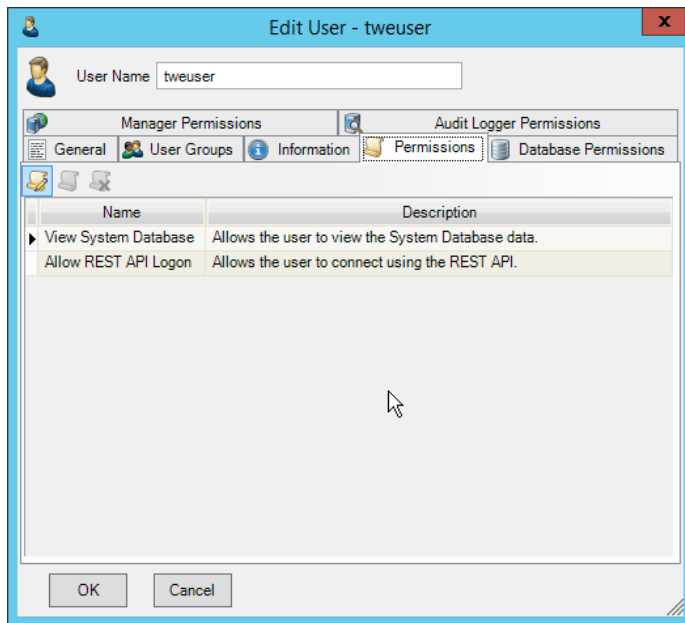 Edit User - tweuser
x
User Name tweuser
Manager Permissions Audit Logger Permissions
General User Groups Information Permissions Database Permissions
Name Description
View System Database Allows the user to view the System Database data.
Allow REST API Logon Allows the user to connect using the REST API.
OK Cancel